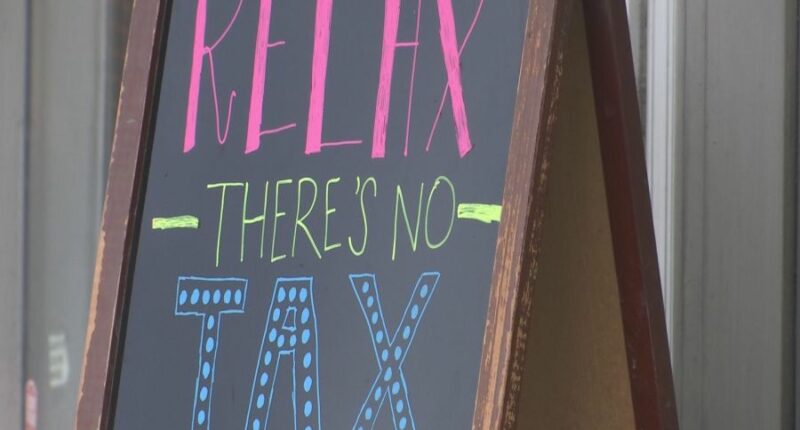 RELAX
THERE'S NO
TAX